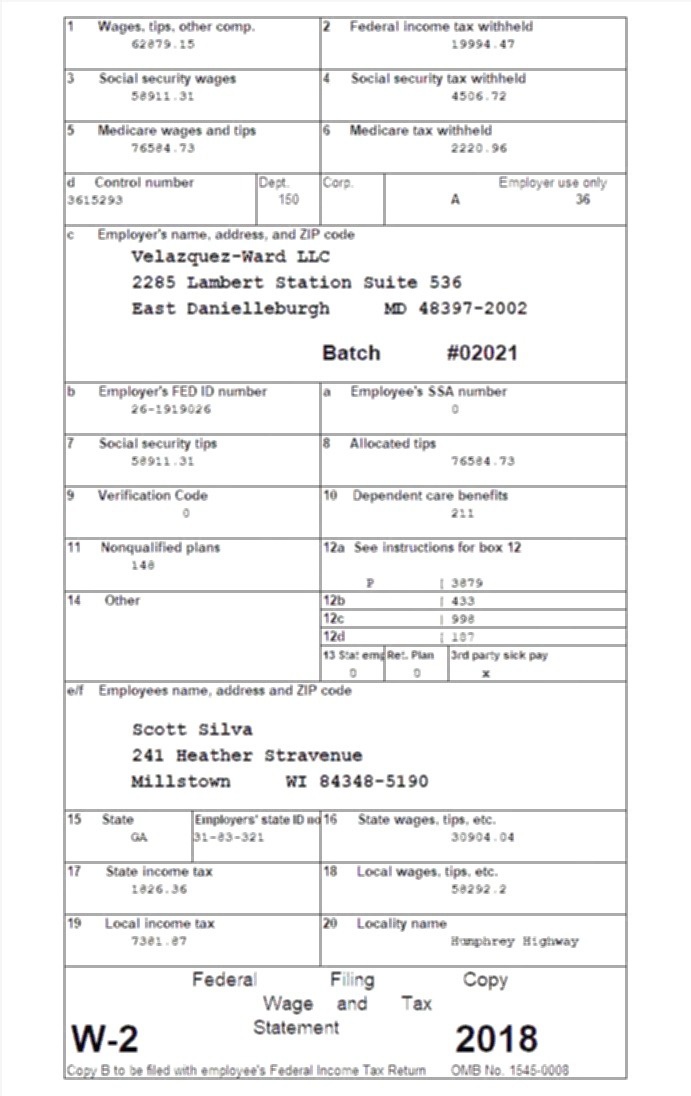 1 Wages, tips, other comp. 2 Federal income tax withheld
62879.15 19994.47
3 Social security wages 4 Social security tax withheld
58911.31 4506.72
5 Medicare wages and tips 6 Medicare tax withheld
76584.73 2220.96
d Control number Dept. Corp. Employer use only
3615293 150 A 36
c Employer's name, address, and ZIP code
Velazquez-Ward LLC
2285 Lambert Station Suite 536
East Danielleburgh MD 48397-2002
Batch #02021
b Employer's FED ID number a Employee's SSA number
26-1919026 0
7 Social security tips 8 Allocated tips
58911.31 76584.73
9 Verification Code 10 Dependent care benefits
0 211
11 Nonqualified plans 12a See instructions for box 12
148
P | 3879
14 Other 12b | 433
12c | 998
12d | 187
13 Stat emp Ret. Plan 3rd party sick pay
0 0 x
e/f Employees name, address and ZIP code
Scott Silva
241 Heather Stravenue
Millstown WI 84348-5190
15 State Employers' state ID no 16 State wages, tips, etc.
GA 31-83-321 30904.04
17 State income tax 18 Local wages, tips, etc.
1826.36 58292.2
19 Local income tax 20 Locality name
7381.87 Humphrey Highway
Federal Filing Copy
Wage and Tax
Statement
W-2 2018
Copy B to be filed with employee's Federal Income Tax Return OMB No. 1545-0008